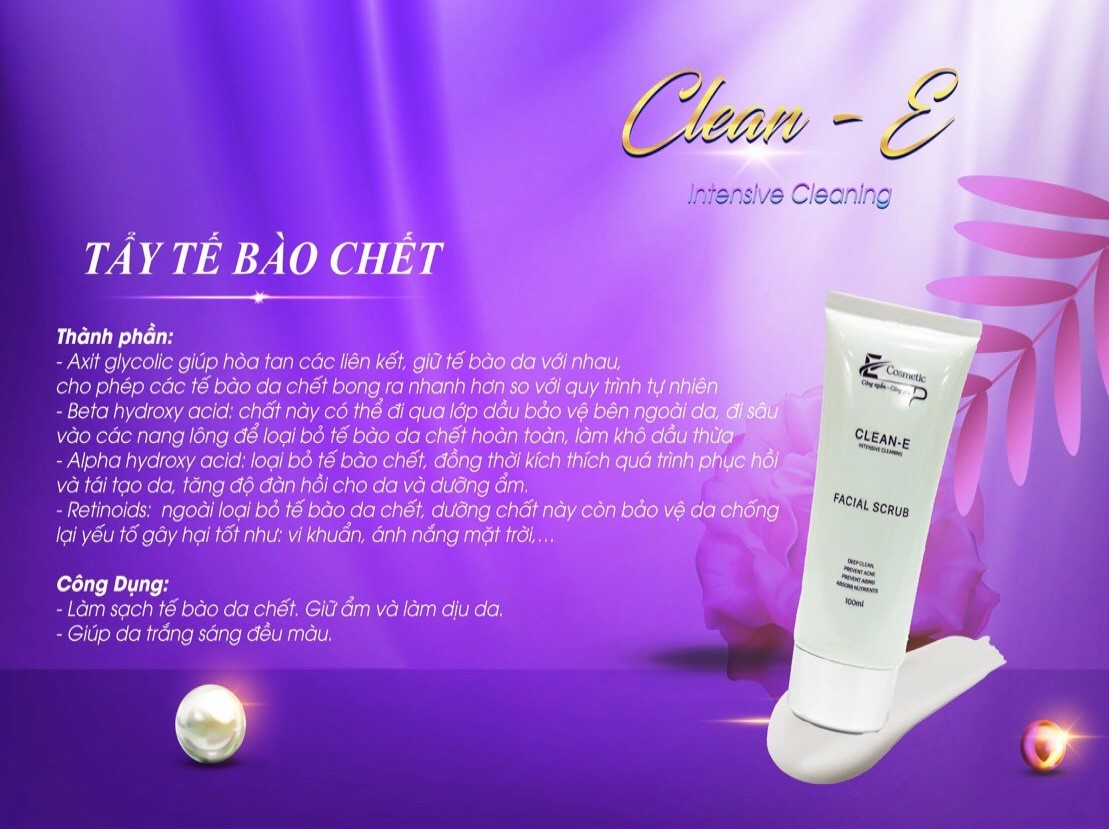 Clean - E
Intensive Cleaning
TẨY TẾ BÀO CHẾT
Thành phần:
- Axit glycolic giúp hòa tan các liên kết, giữ tế bào da với nhau,
cho phép các tế bào da chết bong ra nhanh hơn so với quy trình tự nhiên
- Beta hydroxy acid: chất này có thể đi qua lớp dầu bảo vệ bên ngoài da, đi sâu
vào các nang lông để loại bỏ tế bào da chết hoàn toàn, làm khô dầu thừa
- Alpha hydroxy acid: loại bỏ tế bào chết, đồng thời kích thích quá trình phục hồi
và tái tạo da, tăng độ đàn hồi cho da và dưỡng ẩm.
- Retinoids: ngoài loại bỏ tế bào da chết, dưỡng chất này còn bảo vệ da chống
lại yếu tố gây hại tốt như: vi khuẩn, ánh nắng mặt trời,...
Công Dụng:
- Làm sạch tế bào da chết. Giữ ẩm và làm dịu da.
- Giúp da trắng sáng đều màu.
Cosmetic
CLEAN-E
INTENSIVE CLEANING
FACIAL SCRUB
DEEP CLEAN,
PREVENT ACNE
PREVENT AGING
ABSORB NUTRIENTS
100ml